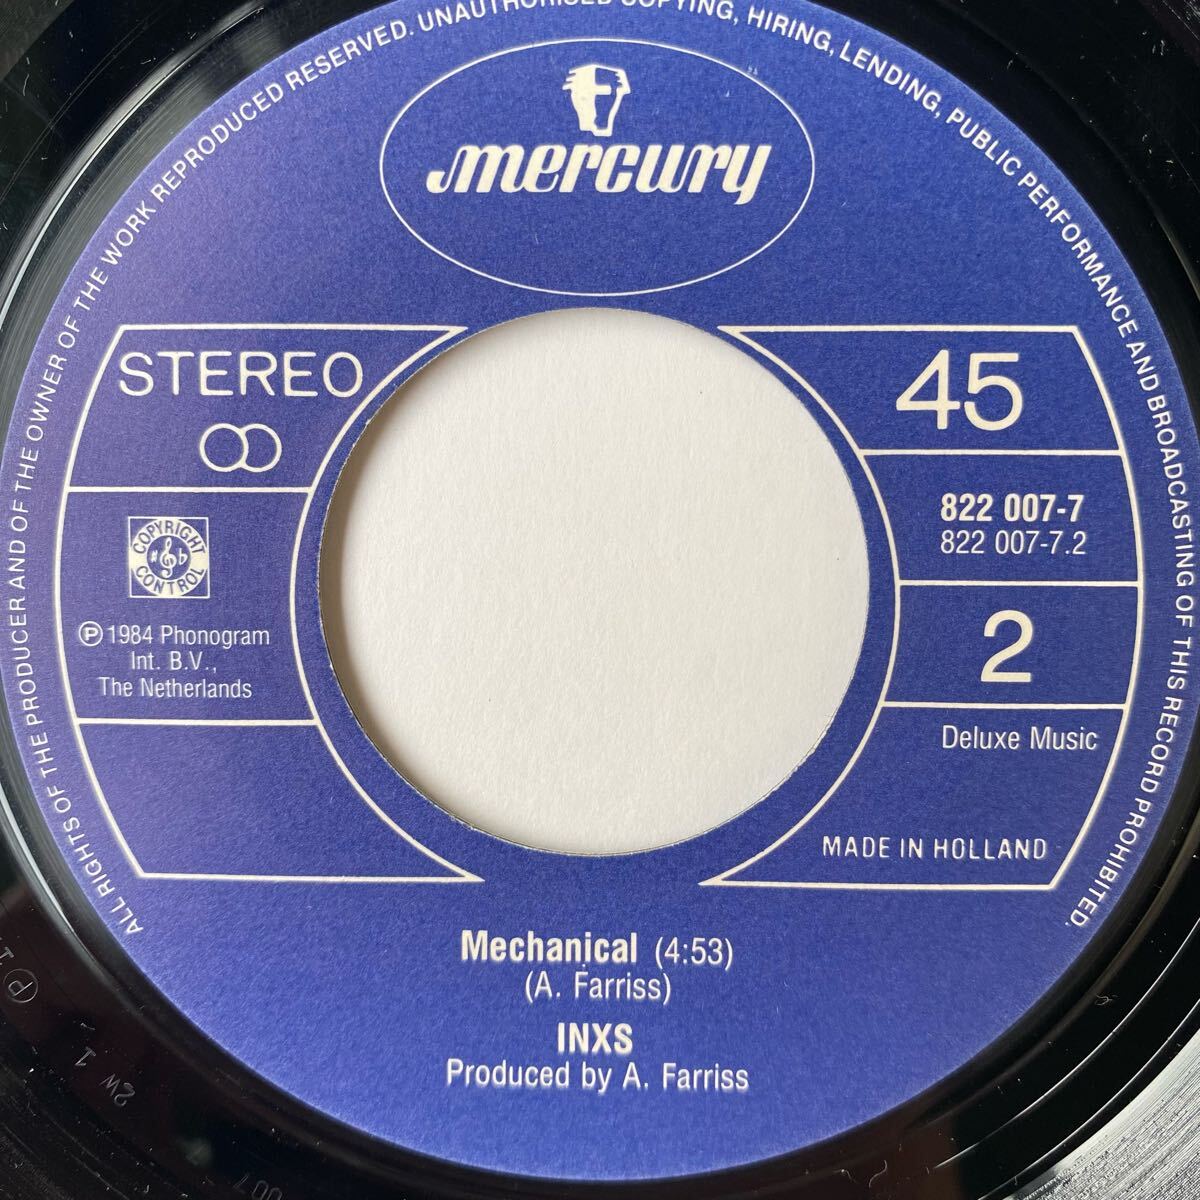 ALL RIGHTS OF THE PRODUCER AND OF THE OWNER OF THE WORK REPRODUCED RESERVED. UNAUTHORISED COPYING, HIRING, LENDING, PUBLIC PERFORMANCE AND BROADCASTING OF THIS RECORD PROHIBITED.
mercury
STEREO
45
822 007-7
822 007-7.2
COPYRIGHT CONTROL
℗ 1984 Phonogram
Int. B.V.,
The Netherlands
2
Deluxe Music
MADE IN HOLLAND
Mechanical (4:53)
(A. Farriss)
INXS
Produced by A. Farriss
2W 1